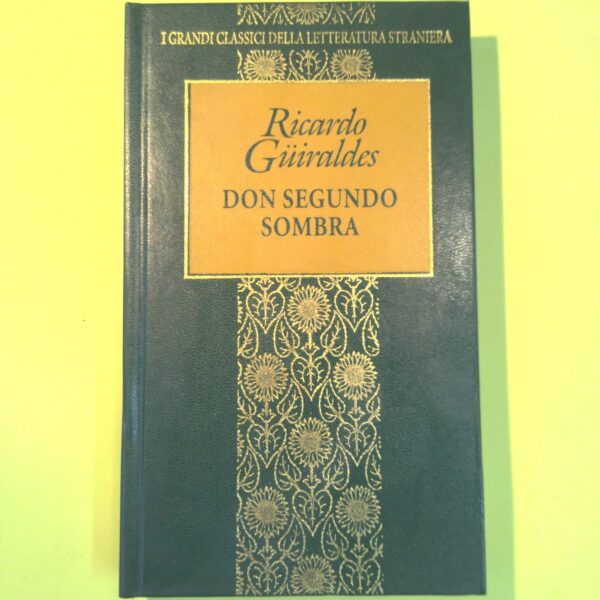 I GRANDI CLASSICI DELLA LETTERATURA STRANIERA
Ricardo
Güiraldes
DON SEGUNDO
SOMBRA